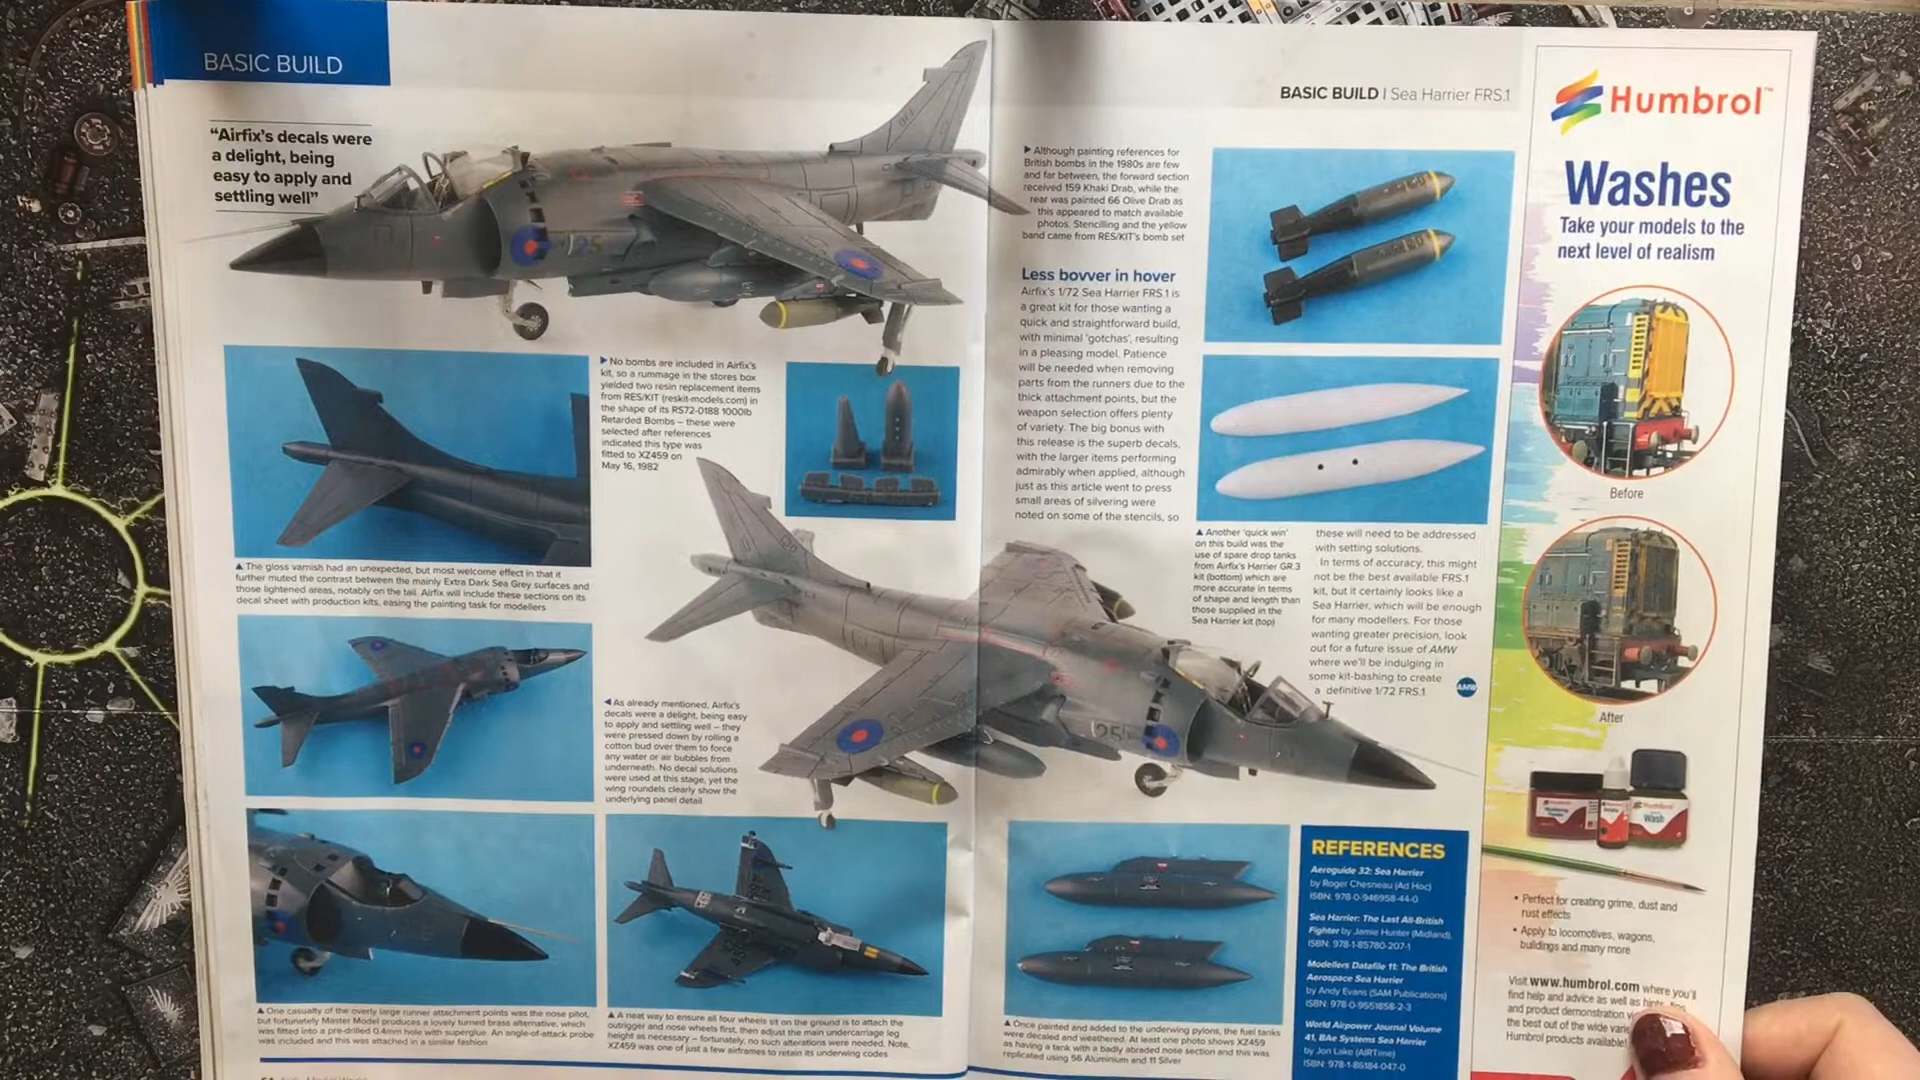 BASIC BUILD
“Airfix’s decals were
a delight, being
easy to apply and
settling well”
▶ No bombs are included in Airfix’s
kit, so a rummage in the stores box
yielded two resin replacement items
from RES/KIT (reskit-models.com) in
the shape of its RS72-0188 1000lb
Retarded Bombs – these were
selected after references
indicated this type was
fitted to XZ459 on
May 16, 1982
▲ The gloss varnish had an unexpected, but most welcome effect in that it
further muted the contrast between the mainly Extra Dark Sea Grey surfaces and
those lightened areas, notably on the tail. Airfix will include these sections on its
decal sheet with production kits, easing the painting task for modellers
◀ As already mentioned, Airfix’s
decals were a delight, being easy
to apply and settling well – they
were pressed down by rolling a
cotton bud over them to force
any water or air bubbles from
underneath. No decal solutions
were used at this stage, yet the
wing roundels clearly show the
underlying panel detail
▲ One casualty of the overly large runner attachment points was the nose pitot,
but fortunately Master Model produces a lovely turned brass alternative, which
was fitted into a pre-drilled 0.4mm hole with superglue. An angle-of-attack probe
was included and this was attached in a similar fashion
▲ A neat way to ensure all four wheels sit on the ground is to attach the
outrigger and nose wheels first, then adjust the main undercarriage leg
height as necessary – fortunately, no such alterations were needed. Note,
XZ459 was one of just a few airframes to retain its underwing codes
BASIC BUILD | Sea Harrier FRS.1
▶ Although painting references for
British bombs in the 1980s are few
and far between, the forward section
received 159 Khaki Drab, while the
rear was painted 66 Olive Drab as
this appeared to match available
photos. Stencilling and the yellow
band came from RES/KIT’s bomb set
Less bovver in hover
Airfix’s 1/72 Sea Harrier FRS.1 is
a great kit for those wanting a
quick and straightforward build,
with minimal ‘gotchas’, resulting
in a pleasing model. Patience
will be needed when removing
parts from the runners due to the
thick attachment points, but the
weapon selection offers plenty
of variety. The big bonus with
this release is the superb decals,
with the larger items performing
admirably when applied, although
just as this article went to press
small areas of silvering were
noted on some of the stencils, so
▲ Another ‘quick win’
on this build was the
use of spare drop tanks
from Airfix’s Harrier GR.3
kit (bottom) which are
more accurate in terms
of shape and length than
those supplied in the
Sea Harrier kit (top)
these will need to be addressed
with setting solutions.
In terms of accuracy, this might
not be the best available FRS.1
kit, but it certainly looks like a
Sea Harrier, which will be enough
for many modellers. For those
wanting greater precision, look
out for a future issue of AMW
where we’ll be indulging in
some kit-bashing to create
a definitive 1/72 FRS.1
AMW
▲ Once painted and added to the underwing pylons, the fuel tanks
were decaled and weathered. At least one photo shows XZ459
as having a tank with a badly abraded nose section and this was
replicated using 56 Aluminium and 11 Silver
REFERENCES
Aeroguide 32: Sea Harrier
by Roger Chesneau (Ad Hoc)
ISBN: 978-0-946958-44-0
Sea Harrier: The Last All-British
Fighter by Jamie Hunter (Midland),
ISBN: 978-1-85780-207-1
Modellers Datafile 11: The British
Aerospace Sea Harrier
by Andy Evans (SAM Publications)
ISBN: 978-0-9551858-2-3
World Airpower Journal Volume
41, BAe Systems Sea Harrier
by Jon Lake (AIRTime)
ISBN: 978-1-86184-047-0
Humbrol™
Washes
Take your models to the
next level of realism
Before
After
Humbrol
Wash
• Perfect for creating grime, dust and
rust effects
• Apply to locomotives, wagons,
buildings and many more
Visit www.humbrol.com where you’ll
find help and advice as well as hints,
and product demonstration
the best out of the wide
Humbrol products available!
125
125